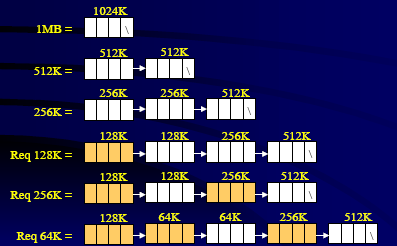 1024K
1MB = \
512K 512K
512K = \
256K 256K 512K
256K = \
128K 128K 256K 512K
Req 128K = \
128K 128K 256K 512K
Req 256K = \
128K 64K 64K 256K 512K
Req 64K = \